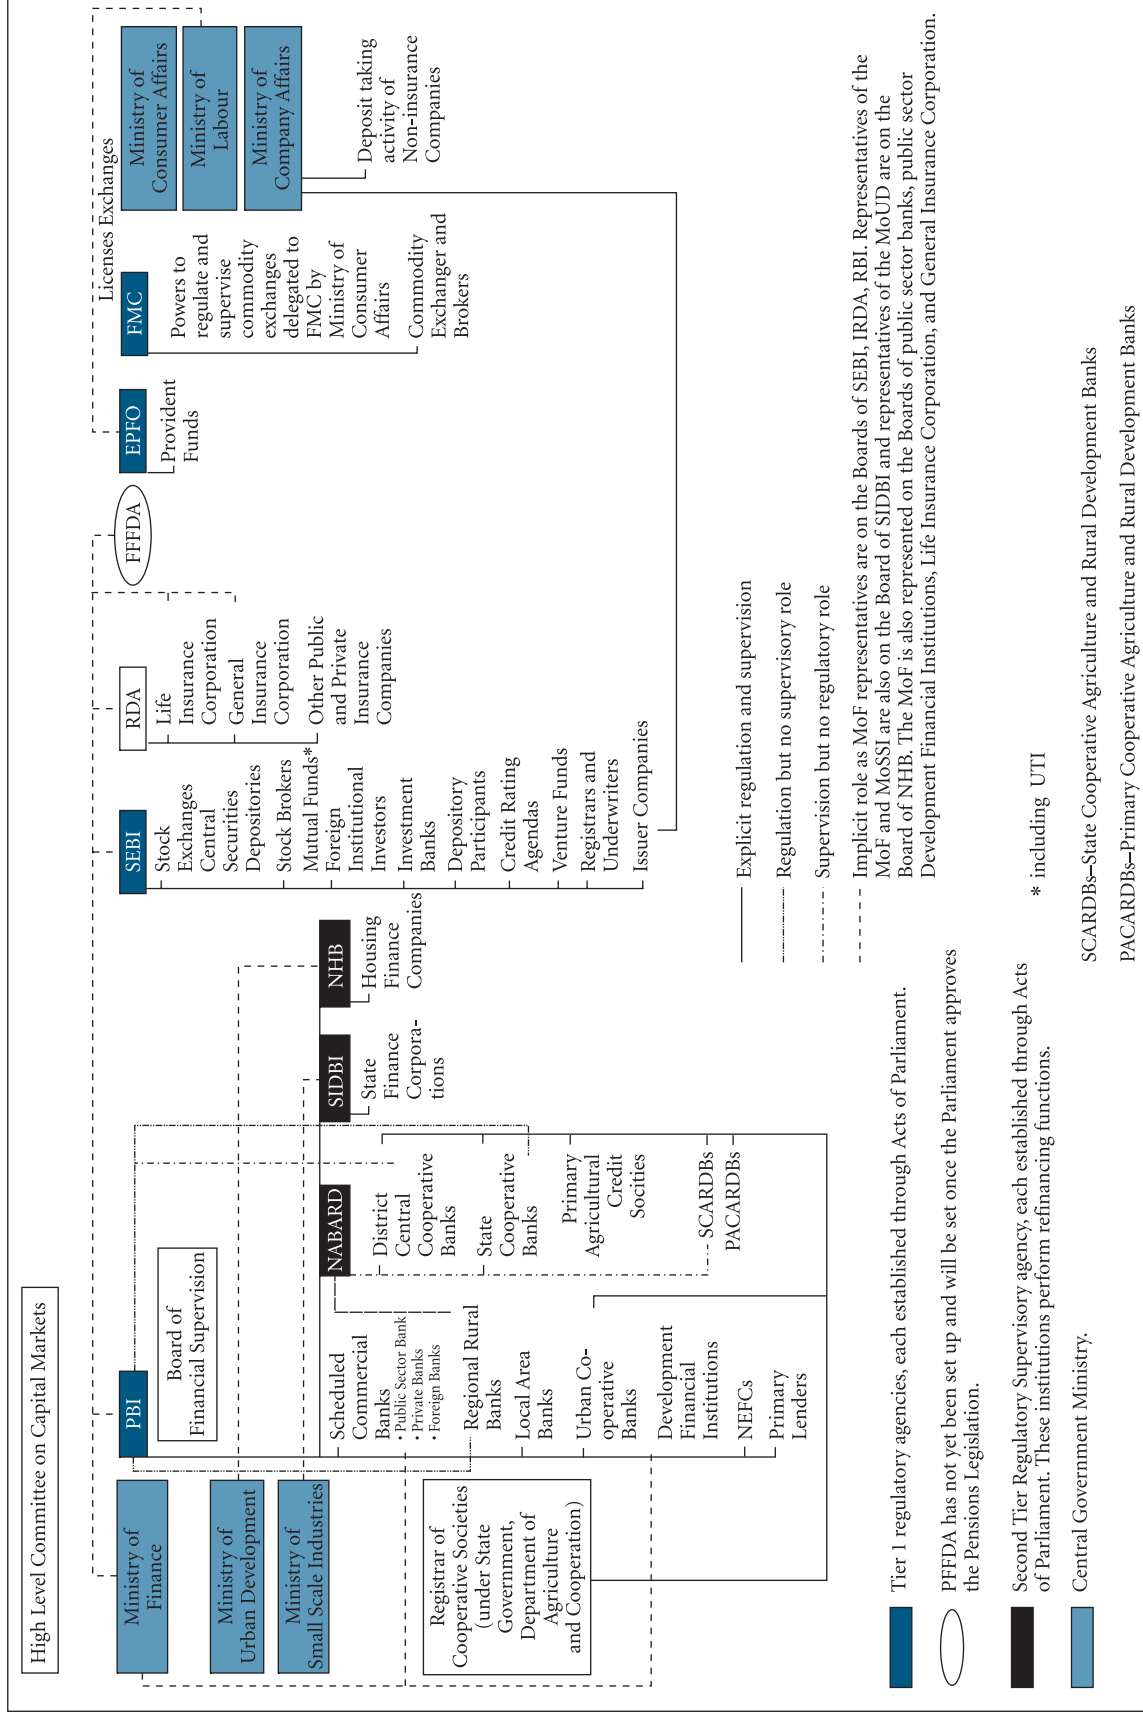 High Level Committee on Capital Markets
Ministry of
Finance
Ministry of
Urban Development
Ministry of
Small Scale Industries
Registrar of
Cooperative Societies
(under State
Government,
Department of
Agriculture
and Cooperation)
PBI
Board of
Financial Supervision
Scheduled
Commercial
Banks
• Public Sector Bank
• Private Banks
• Foreign Banks
Regional Rural
Banks
Local Area
Banks
Urban Co-
operative
Banks
Development
Financial
Institutions
NEFCs
Primary
Lenders
NABARD
District
Central
Cooperative
Banks
State
Cooperative
Banks
Primary
Agricultural
Credit
Socities
SCARDBs
PACARDBs
SIDBI
State
Finance
Corpora-
tions
NHB
Housing
Finance
Companies
SEBI
Stock
Exchanges
Central
Securities
Depositories
Stock Brokers
Mutual Funds*
Foreign
Institutional
Investors
Investment
Banks
Depository
Participants
Credit Rating
Agendas
Venture Funds
Registrars and
Underwriters
Issuer Companies
RDA
Life
Insurance
Corporation
General
Insurance
Corporation
Other Public
and Private
Insurance
Companies
FFFDA
EPFO
Provident
Funds
FMC
Powers to
regulate and
supervise
commodity
exchanges
delegated to
FMC by
Ministry of
Consumer
Affairs
Commodity
Exchanger and
Brokers
Licenses Exchanges
Ministry of
Consumer Affairs
Ministry of
Labour
Ministry of
Company Affairs
Deposit taking
activity of
Non-insurance
Companies
Tier 1 regulatory agencies, each established through Acts of Parliament.
PFFDA has not yet been set up and will be set once the Parliament approves
the Pensions Legislation.
Second Tier Regulatory Supervisory agency, each established through Acts
of Parliament. These institutions perform refinancing functions.
Central Government Ministry.
Explicit regulation and supervision
Regulation but no supervisory role
Supervision but no regulatory role
Implicit role as MoF representatives are on the Boards of SEBI, IRDA, RBI. Representatives of the
MoF and MoSSI are also on the Board of SIDBI and representatives of the MoUD are on the
Board of NHB. The MoF is also represented on the Boards of public sector banks, public sector
Development Financial Institutions, Life Insurance Corporation, and General Insurance Corporation.
* including UTI
SCARDBs–State Cooperative Agriculture and Rural Development Banks
PACARDBs–Primary Cooperative Agriculture and Rural Development Banks